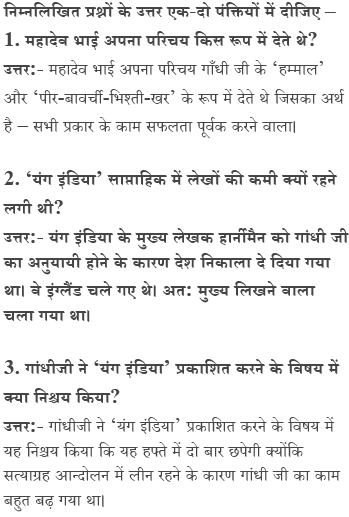 निम्नलिखित प्रश्नों के उत्तर एक-दो पंक्तियों में दीजिए –
1. महादेव भाई अपना परिचय किस रूप में देते थे?
उत्तर:- महादेव भाई अपना परिचय गाँधी जी के ‘हम्माल’
और ‘पीर-बावर्ची-भिश्ती-खर’ के रूप में देते थे जिसका अर्थ
है – सभी प्रकार के काम सफलता पूर्वक करने वाला।
2. ‘यंग इंडिया’ साप्ताहिक में लेखों की कमी क्यों रहने
लगी थी?
उत्तर:- यंग इंडिया के मुख्य लेखक हार्नीमैन को गांधी जी
का अनुयायी होने के कारण देश निकाला दे दिया गया
था। वे इंग्लैंड चले गए थे। अत: मुख्य लिखने वाला
चला गया था।
3. गांधीजी ने ‘यंग इंडिया’ प्रकाशित करने के विषय में
क्या निश्चय किया?
उत्तर:- गांधीजी ने ‘यंग इंडिया’ प्रकाशित करने के विषय में
यह निश्चय किया कि यह हफ्ते में दो बार छपेगी क्योंकि
सत्याग्रह आन्दोलन में लीन रहने के कारण गांधी जी का काम
बहुत बढ़ गया था।